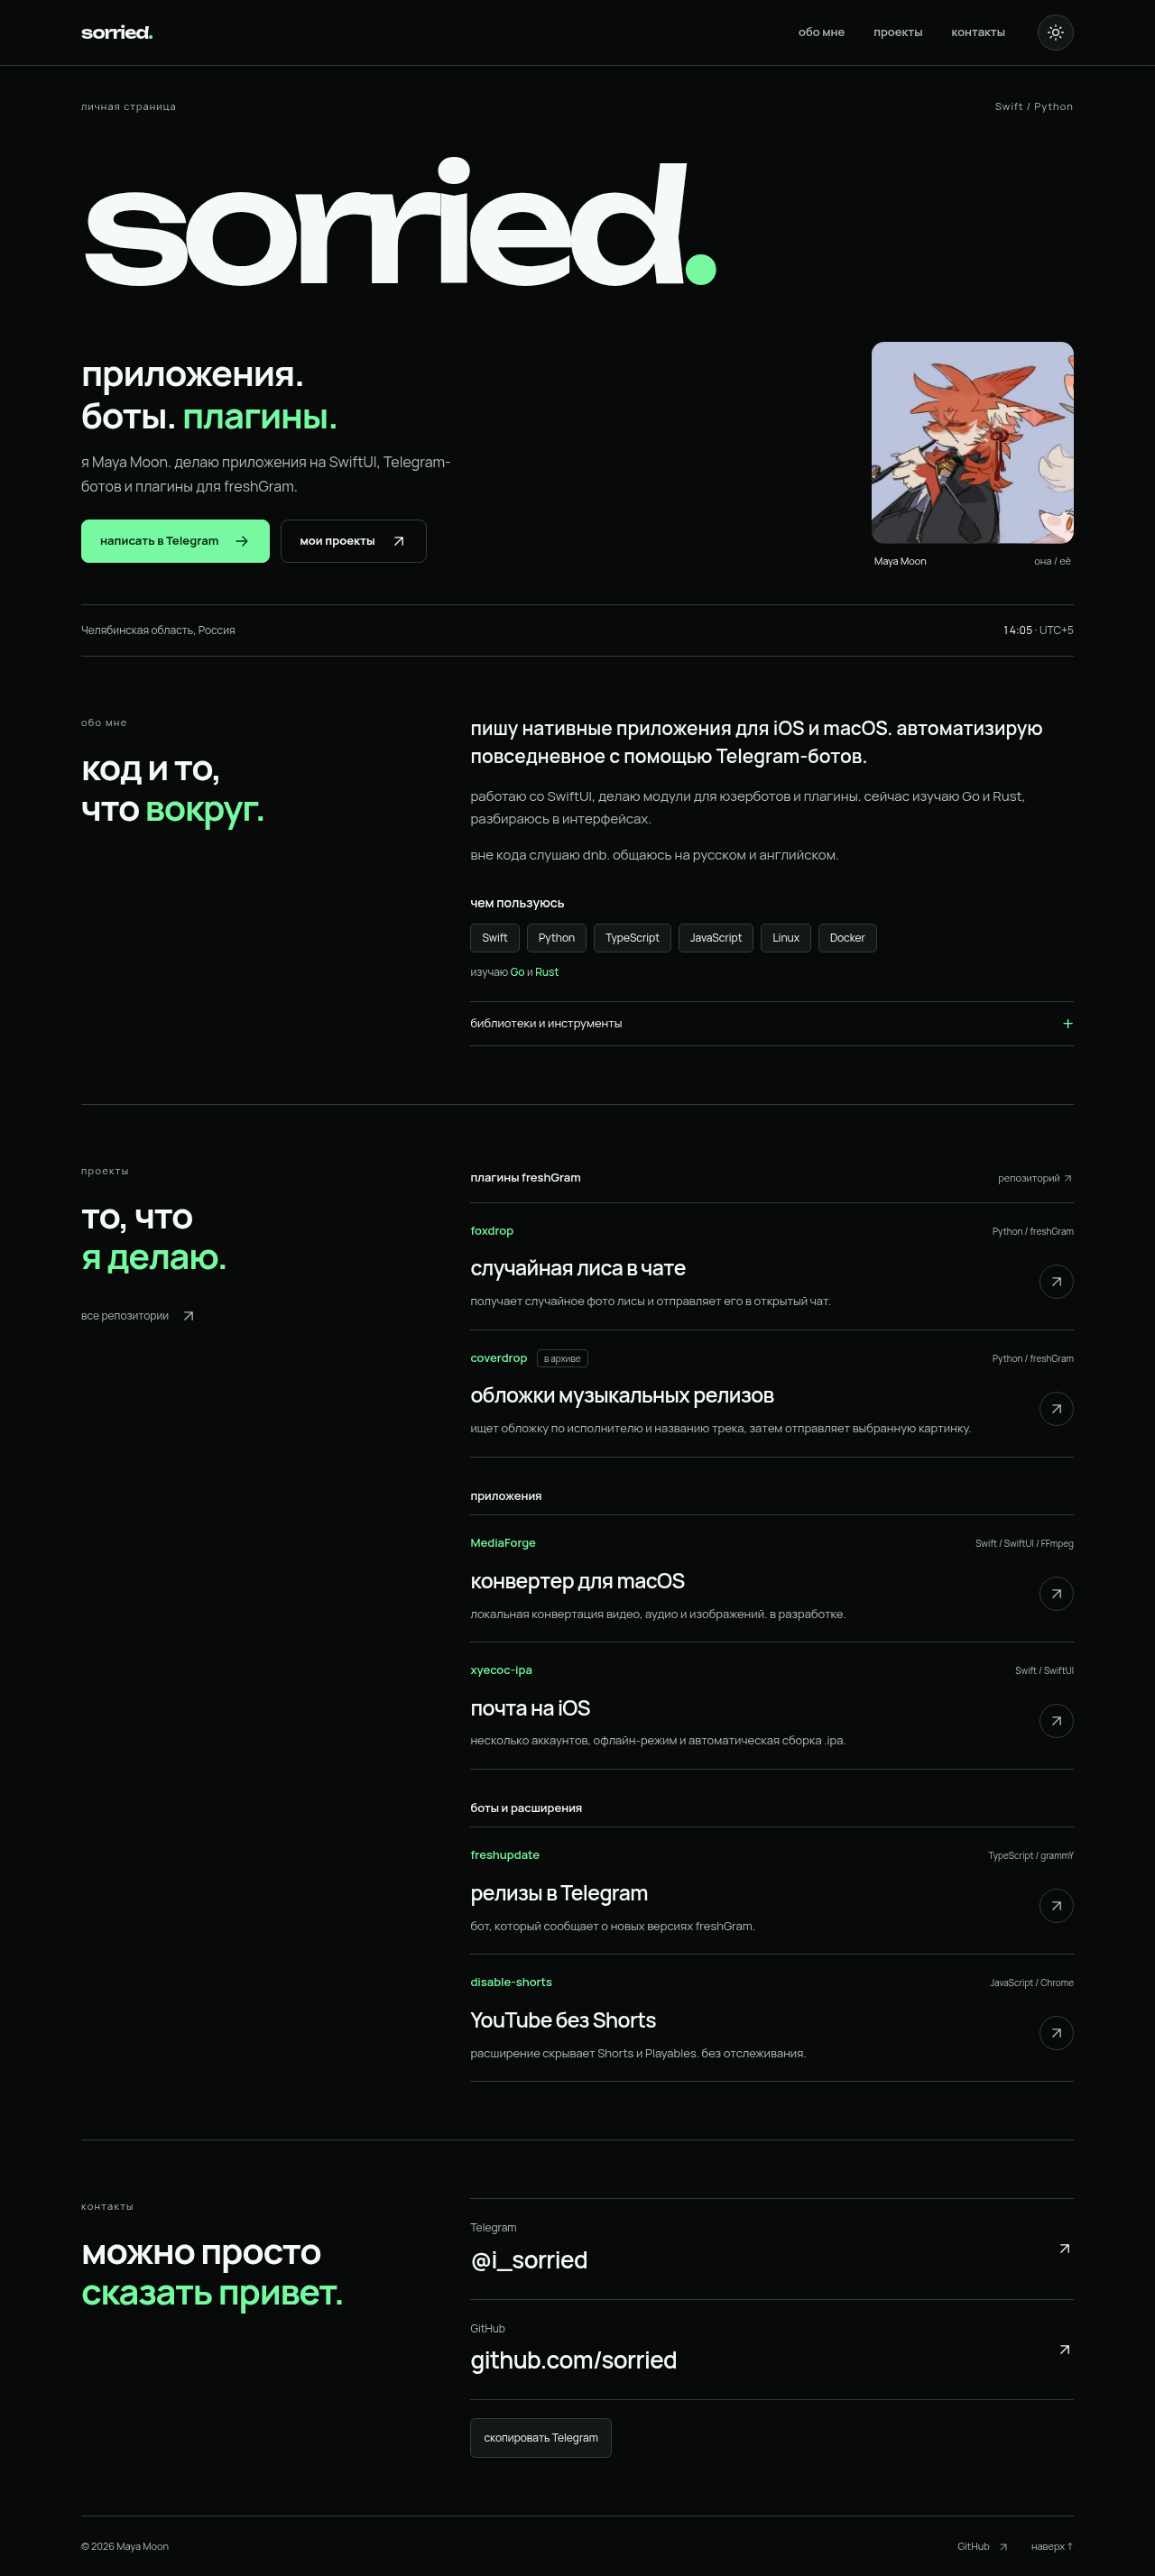 sorried.
обо мне
проекты
контакты
личная страница
Swift / Python
sorried.
приложения.
боты. плагины.
я Maya Moon. делаю приложения на SwiftUI, Telegram-
ботов и плагины для freshGram.
написать в Telegram →
мои проекты ↗
Maya Moon
она / её
Челябинская область, Россия
14:05 · UTC+5
обо мне
код и то,
что вокруг.
пишу нативные приложения для iOS и macOS. автоматизирую
повседневное с помощью Telegram-ботов.
работаю со SwiftUI, делаю модули для юзерботов и плагины. сейчас изучаю Go и Rust,
разбираюсь в интерфейсах.
вне кода слушаю dnb. общаюсь на русском и английском.
чем пользуюсь
Swift
Python
TypeScript
JavaScript
Linux
Docker
изучаю Go и Rust
библиотеки и инструменты +
проекты
то, что
я делаю.
все репозитории ↗
плагины freshGram
репозиторий ↗
foxdrop
Python / freshGram
случайная лиса в чате
получает случайное фото лисы и отправляет его в открытый чат.
coverdrop
в архиве
Python / freshGram
обложки музыкальных релизов
ищет обложку по исполнителю и названию трека, затем отправляет выбранную картинку.
приложения
MediaForge
Swift / SwiftUI / FFmpeg
конвертер для macOS
локальная конвертация видео, аудио и изображений. в разработке.
xyecoc-ipa
Swift / SwiftUI
почта на iOS
несколько аккаунтов, офлайн-режим и автоматическая сборка .ipa.
боты и расширения
freshupdate
TypeScript / grammY
релизы в Telegram
бот, который сообщает о новых версиях freshGram.
disable-shorts
JavaScript / Chrome
YouTube без Shorts
расширение скрывает Shorts и Playables. без отслеживания.
контакты
можно просто
сказать привет.
Telegram
@i_sorried
GitHub
github.com/sorried
скопировать Telegram
© 2026 Maya Moon
GitHub ↗
наверх ↑